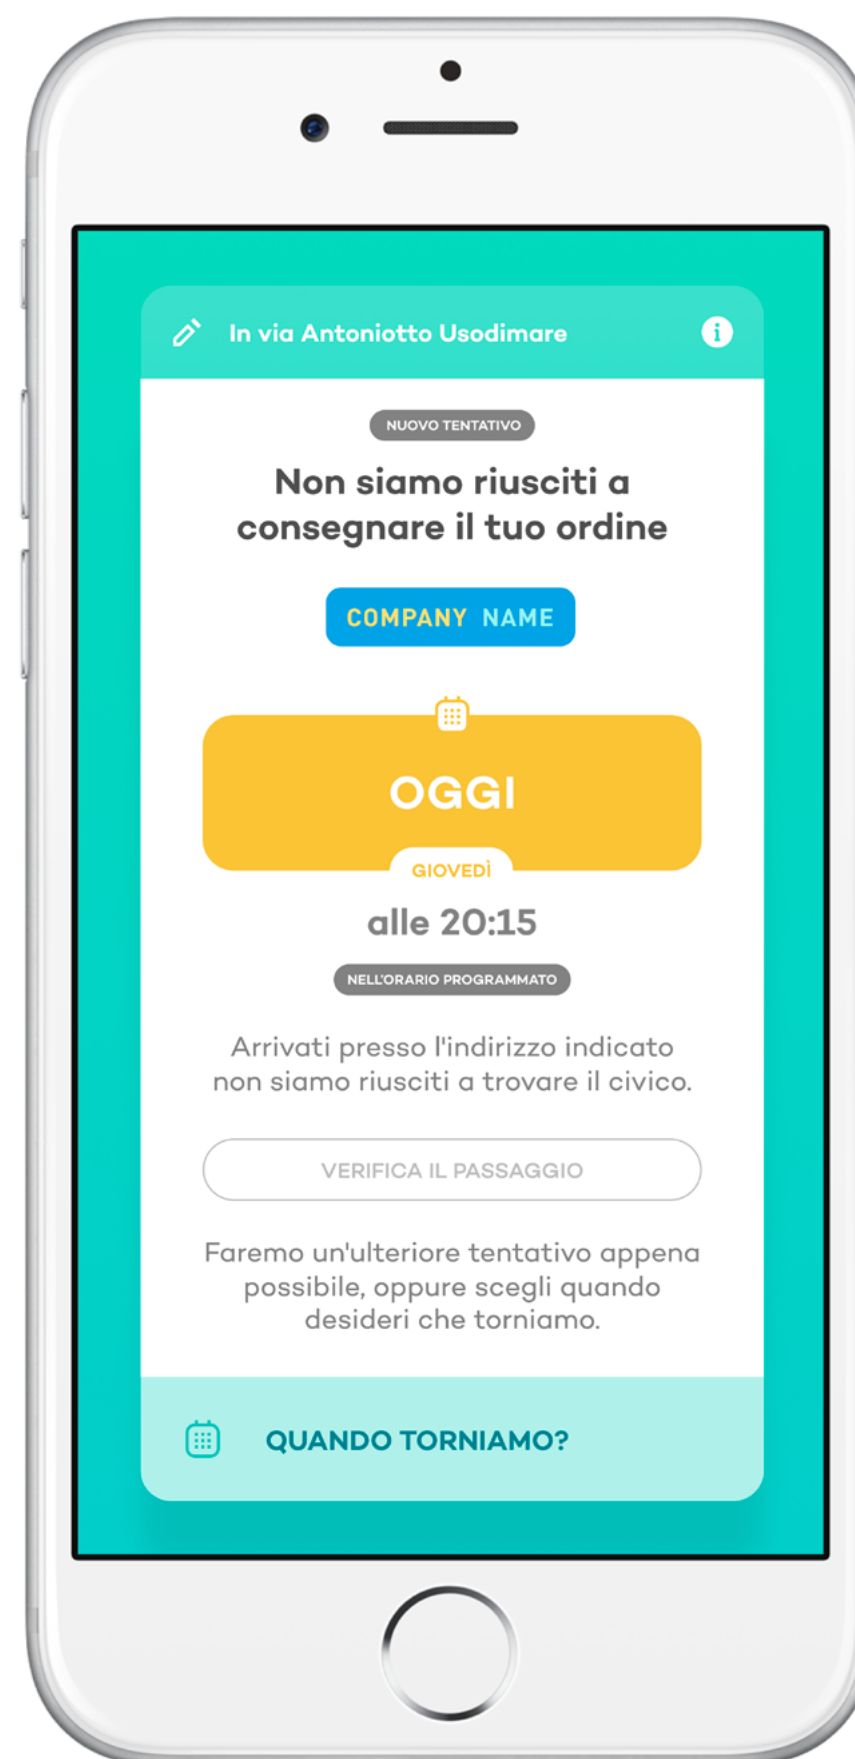 In via Antoniotto Usodimare
NUOVO TENTATIVO
Non siamo riusciti a
consegnare il tuo ordine
COMPANY NAME
OGGI
GIOVEDÌ
alle 20:15
NELL'ORARIO PROGRAMMATO
Arrivati presso l'indirizzo indicato
non siamo riusciti a trovare il civico.
VERIFICA IL PASSAGGIO
Faremo un'ulteriore tentativo appena
possibile, oppure scegli quando
desideri che torniamo.
QUANDO TORNIAMO?